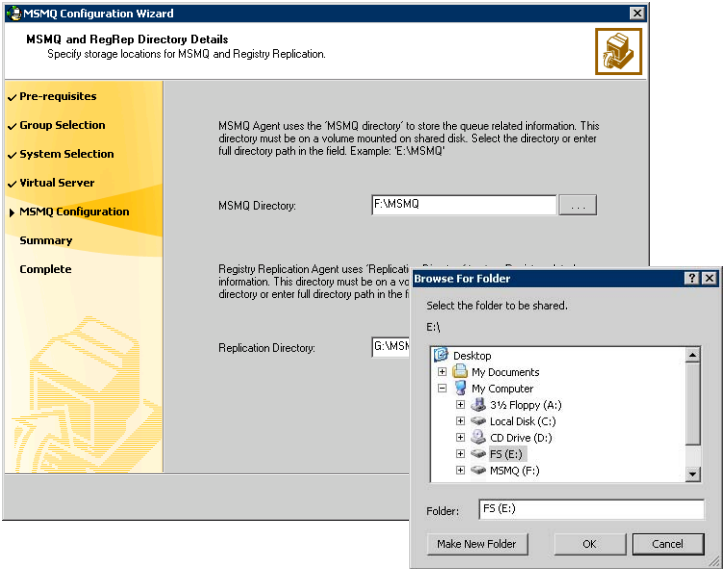 MSMQ Configuration Wizard
MSMQ and RegRep Directory Details
Specify storage locations for MSMQ and Registry Replication.
Pre-requisites
Group Selection
System Selection
Virtual Server
MSMQ Configuration
Summary
Complete
MSMQ Agent uses the 'MSMQ directory' to store the queue related information. This
directory must be on a volume mounted on shared disk. Select the directory or enter
full directory path in the field. Example: 'E:\MSMQ'
MSMQ Directory:
F:\MSMQ
...
Registry Replication Agent uses 'Replicati
information. This directory must be on a vo
directory or enter full directory path in the f
Replication Directory:
G:\MSM
Browse For Folder
Select the folder to be shared.
E:\
Desktop
My Documents
My Computer
3½ Floppy (A:)
Local Disk (C:)
CD Drive (D:)
FS (E:)
MSMQ (F:)
Folder:
FS (E:)
Make New Folder
OK
Cancel